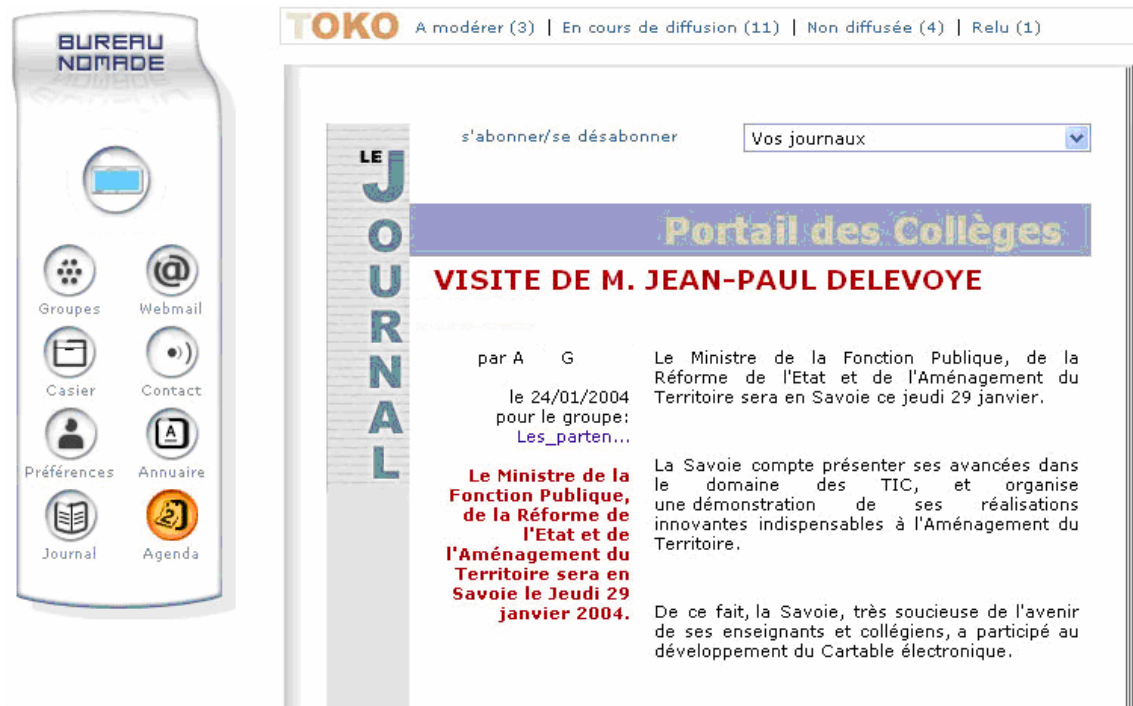 BUREAU
NOMADE
Groupes
Webmail
Casier
Contact
Préférences
Annuaire
Journal
Agenda
TOKO A modérer (3) | En cours de diffusion (11) | Non diffusée (4) | Relu (1)
s'abonner/se désabonner
Vos journaux
LE JOURNAL
Portail des Collèges
VISITE DE M. JEAN-PAUL DELEVOYE
par A G
le 24/01/2004
pour le groupe:
Les_parten...
Le Ministre de la
Fonction Publique,
de la Réforme de
l'Etat et de
l'Aménagement du
Territoire sera en
Savoie le Jeudi 29
janvier 2004.
Le Ministre de la Fonction Publique, de la
Réforme de l'Etat et de l'Aménagement du
Territoire sera en Savoie ce jeudi 29 janvier.
La Savoie compte présenter ses avancées dans
le domaine des TIC, et organise
une démonstration de ses réalisations
innovantes indispensables à l'Aménagement du
Territoire.
De ce fait, la Savoie, très soucieuse de l'avenir
de ses enseignants et collégiens, a participé au
développement du Cartable électronique.